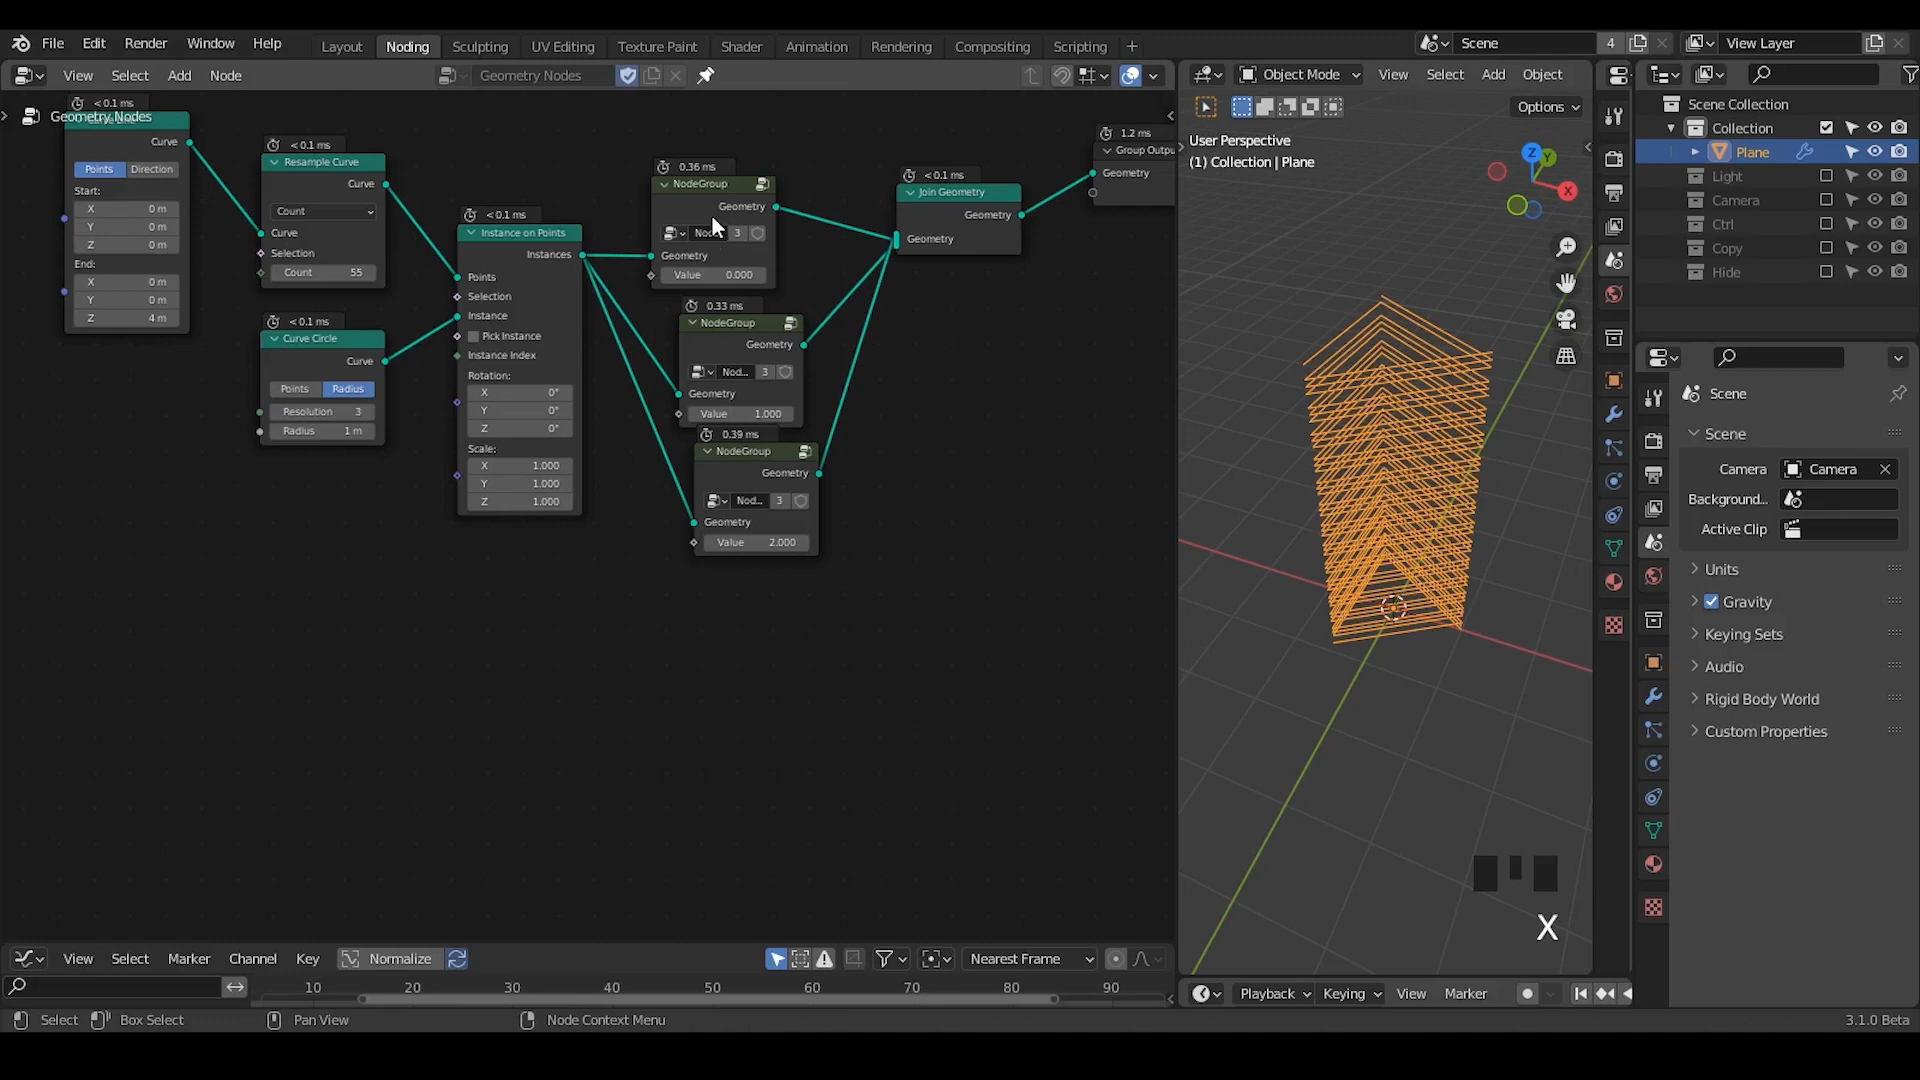 File Edit Render Window Help Layout Noding Sculpting UV Editing Texture Paint Shader Animation Rendering Compositing Scripting + Scene 4 View Layer
View Select Add Node Geometry Nodes Object Mode View Select Add Object
Options
Geometry Nodes
< 0.1 ms
Curve
Points Direction
Start:
X 0 m
Y 0 m
Z 0 m
End:
X 0 m
Y 0 m
Z 4 m
< 0.1 ms
Resample Curve
Curve
Count
Curve
Selection
Count 55
< 0.1 ms
Curve Circle
Curve
Points Radius
Resolution 3
Radius 1 m
< 0.1 ms
Instance on Points
Instances
Points
Selection
Instance
Pick Instance
Instance Index
Rotation:
X 0°
Y 0°
Z 0°
Scale:
X 1.000
Y 1.000
Z 1.000
0.36 ms
NodeGroup
Geometry
3
Geometry
Value 0.000
0.33 ms
NodeGroup
Geometry
Nod... 3
Geometry
Value 1.000
0.39 ms
NodeGroup
Geometry
Nod... 3
Geometry
Value 2.000
< 0.1 ms
Join Geometry
Geometry
Geometry
1.2 ms
Group Outpu
Geometry
User Perspective
(1) Collection | Plane
Z
Y
X
X
Scene Collection
Collection
Plane
Light
Camera
Ctrl
Copy
Hide
Scene
Scene
Camera Camera
Background...
Active Clip
Units
Gravity
Keying Sets
Audio
Rigid Body World
Custom Properties
View Select Marker Channel Key Normalize Nearest Frame
10 20 30 40 50 60 70 80 90
Playback Keying View Marker
Select Box Select Pan View Node Context Menu 3.1.0 Beta